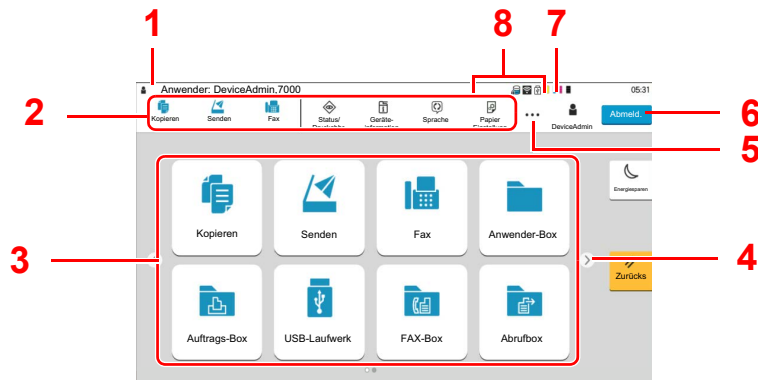 1
8
7
Anwender: DeviceAdmin,7000
05:31
2
Kopieren
Senden
Fax
Status/
Geräte-
Sprache
Papier
DeviceAdmin
Abmeld.
6
5
Energiesparen
Kopieren
Senden
Fax
Anwender-Box
3
4
Zurücks
Auftrags-Box
USB-Laufwerk
FAX-Box
Abrufbox